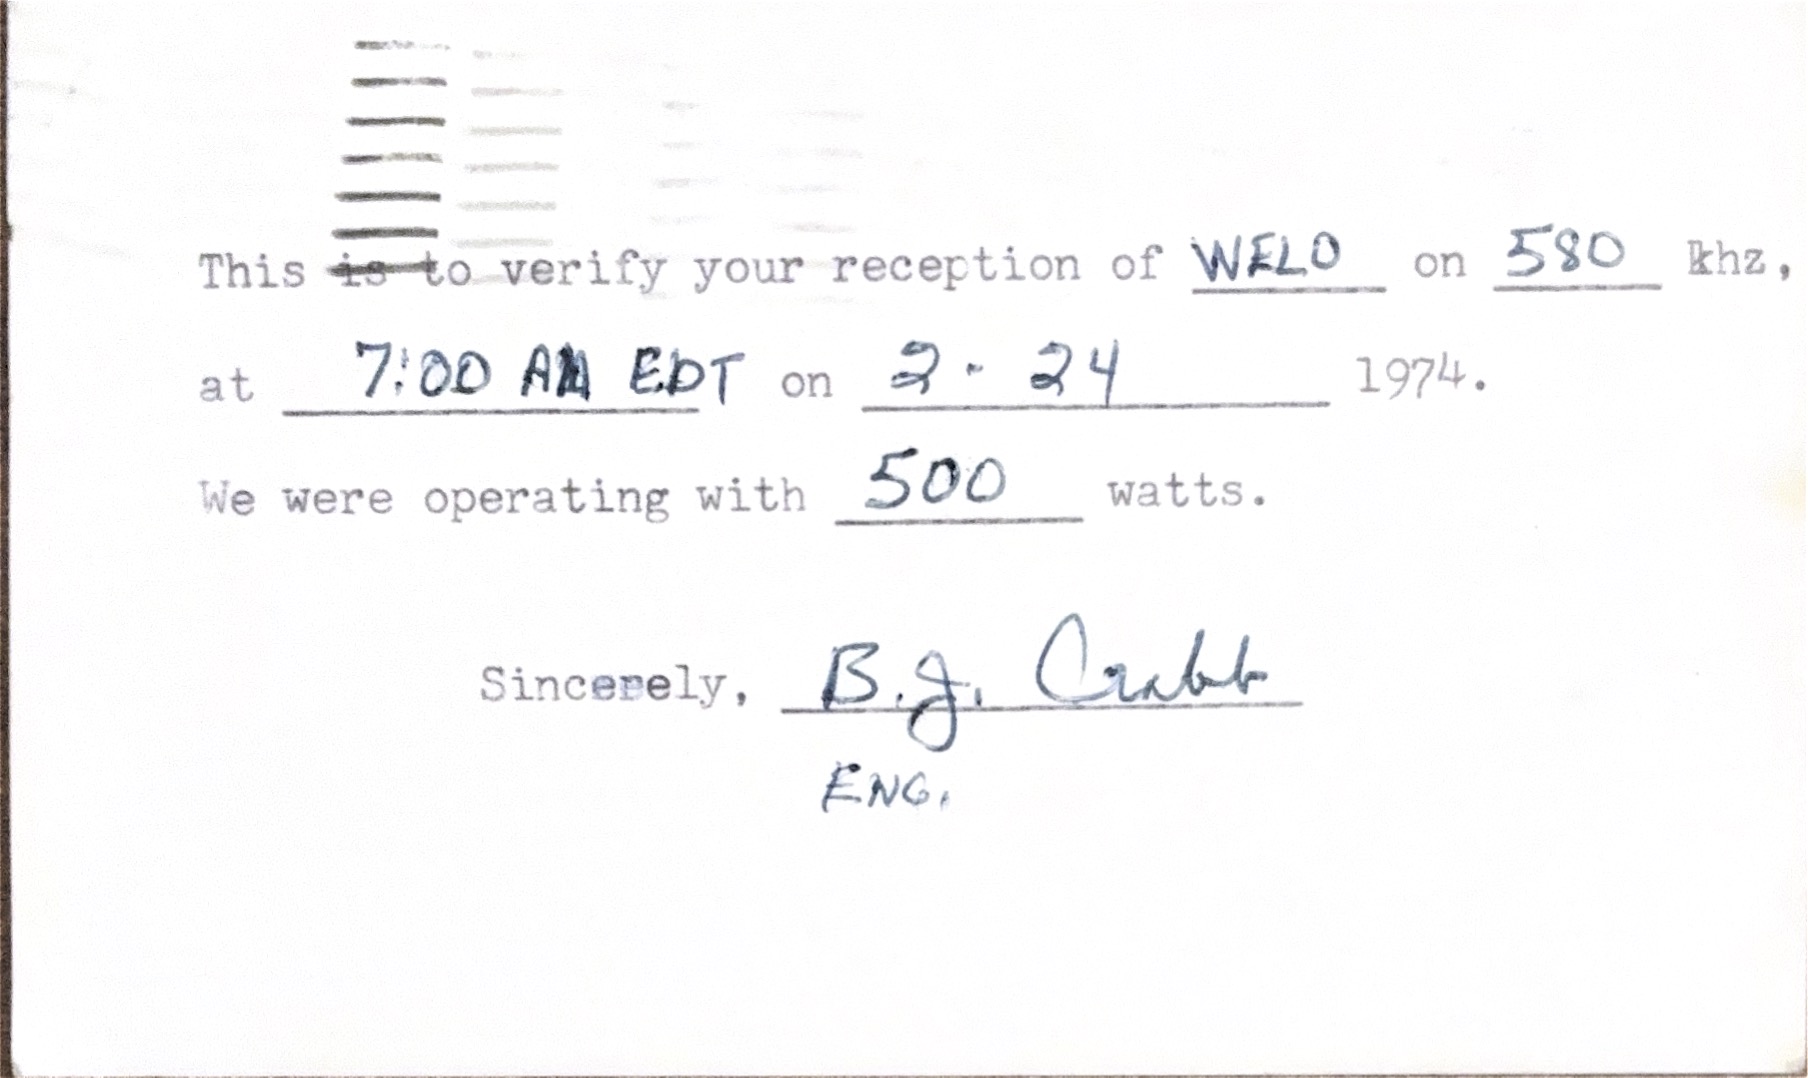 This is to verify your reception of WELO on 580 khz,
at 7:00 AM EDT on 2 - 24 1974.
We were operating with 500 watts.
Sincerely, B.J. Crabb
ENG.